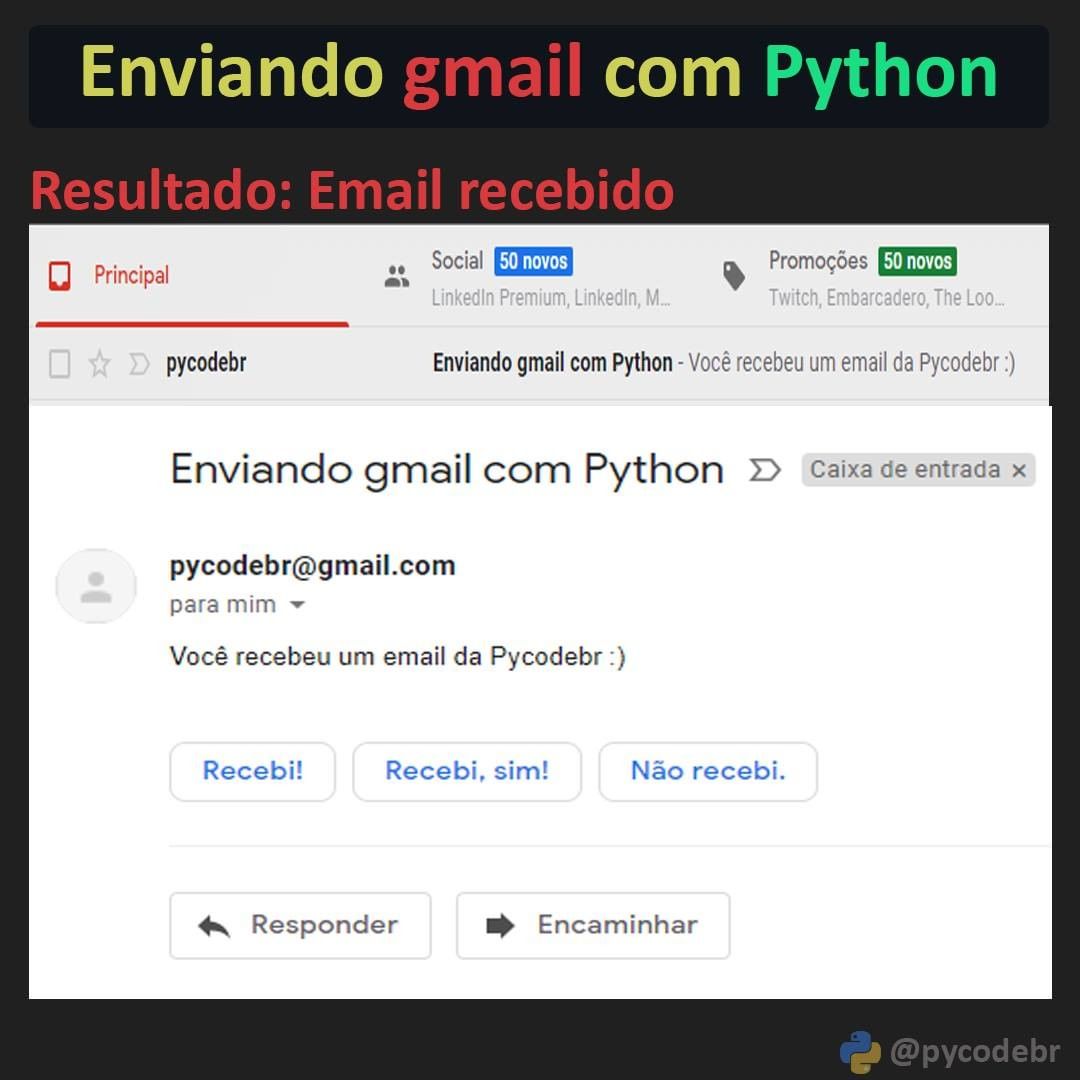 Enviando gmail com Python
Resultado: Email recebido
Principal
Social 50 novos
LinkedIn Premium, LinkedIn, M...
Promoções 50 novos
Twitch, Embarcadero, The Loo...
pycodebr Enviando gmail com Python - Você recebeu um email da Pycodebr :)
Enviando gmail com Python Caixa de entrada ×
pycodebr@gmail.com
para mim
Você recebeu um email da Pycodebr :)
Recebi! Recebi, sim! Não recebi.
Responder Encaminhar
@pycodebr